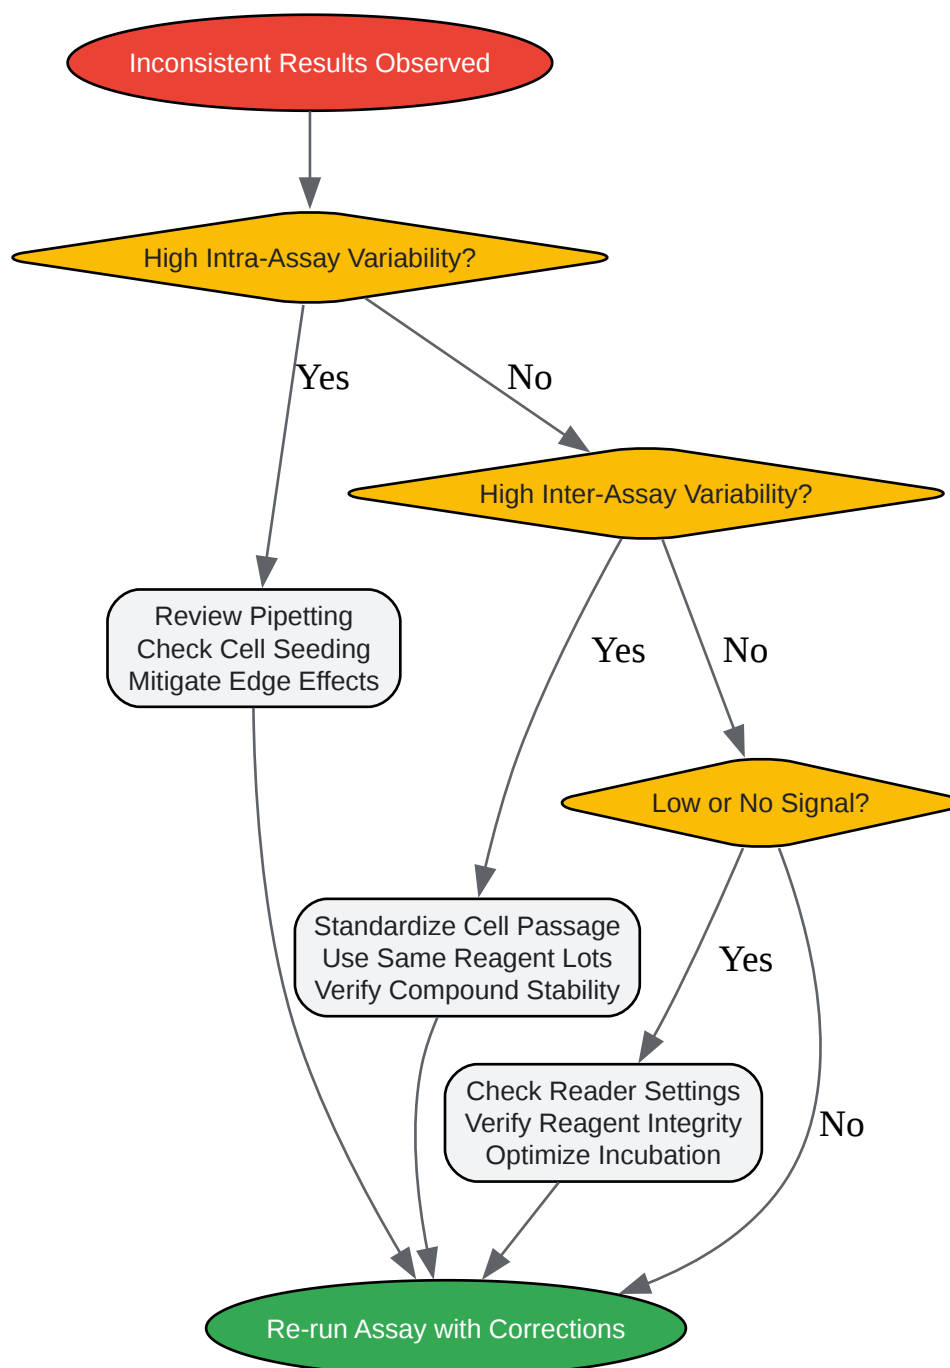 Inconsistent Results Observed
High Intra-Assay Variability?
Yes
No
High Inter-Assay Variability?
Review Pipetting
Check Cell Seeding
Mitigate Edge Effects
Yes
No
Low or No Signal?
Standardize Cell Passage
Use Same Reagent Lots
Verify Compound Stability
Yes
Check Reader Settings
Verify Reagent Integrity
Optimize Incubation
No
Re-run Assay with Corrections